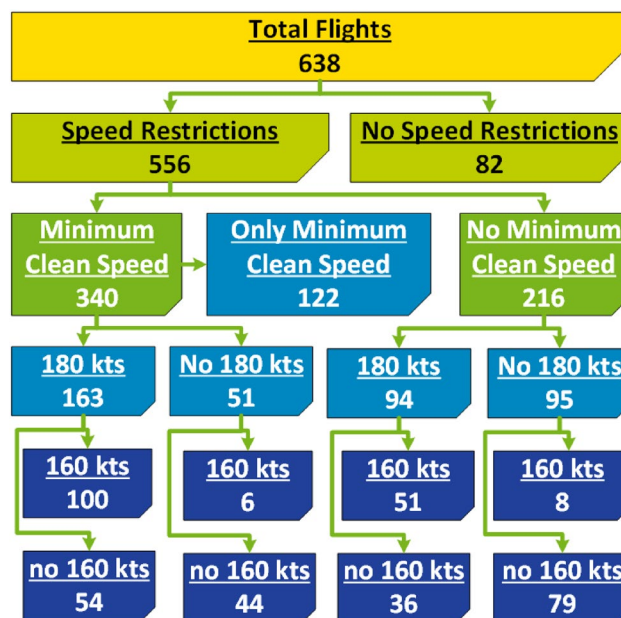 Total Flights
638
Speed Restrictions
556
No Speed Restrictions
82
Minimum
Clean Speed
340
Only Minimum
Clean Speed
122
No Minimum
Clean Speed
216
180 kts
163
No 180 kts
51
180 kts
94
No 180 kts
95
160 kts
100
160 kts
6
160 kts
51
160 kts
8
no 160 kts
54
no 160 kts
44
no 160 kts
36
no 160 kts
79